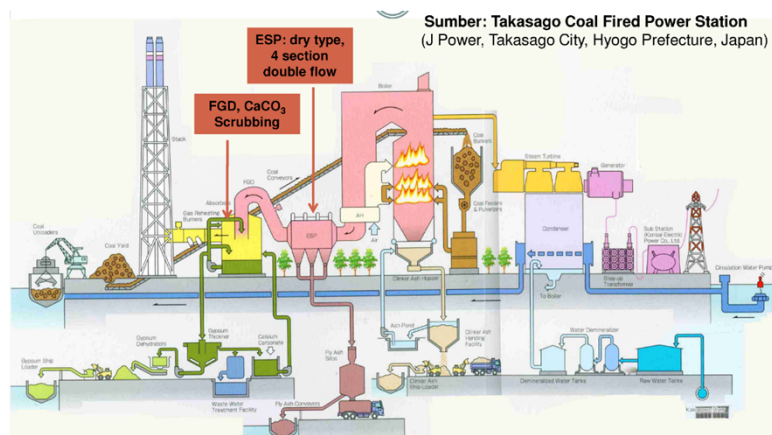 Sumber: Takasago Coal Fired Power Station
(J Power, Takasago City, Hyogo Prefecture, Japan)
ESP: dry type,
4 section
double flow
FGD, CaCO3
Scrubbing
Boiler
Stack
Coal
Conveyors
FGD
Absorbers
Gas Reheating
Burners
Coal
Bunkers
Steam Turbine
Generator
Coal
Unloaders
Coal Yard
ESP
AH
Air
Coal Feeders
& Pulverizers
Condenser
Sub Station
(Kansai Electric
Power Co., Ltd.
Step-up
Transformer
Circulation Water Pump
Clinker Ash Hopper
To Boiler
Gypsum
Dehydrators
Gypsum
Thickener
Calcium
Carbonate
Ash Pond
Clinker Ash
Handling
Facility
Water Demineralizer
Gypsum Ship
Loader
Fly Ash
Silos
Waste Water
Treatment Facility
Fly Ash Conveyors
Clinker Ash
Ship Loader
Demineralized Water Tanks
Raw Water Tanks